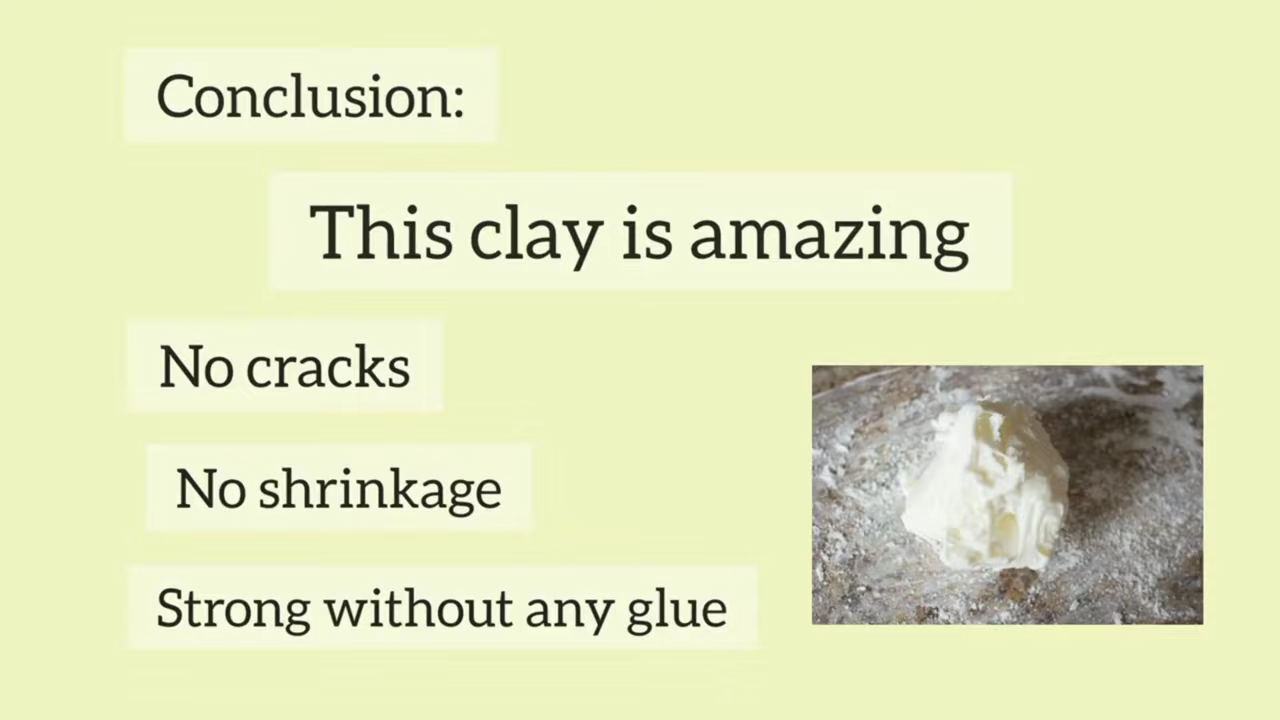 Conclusion:
This clay is amazing
No cracks
No shrinkage
Strong without any glue